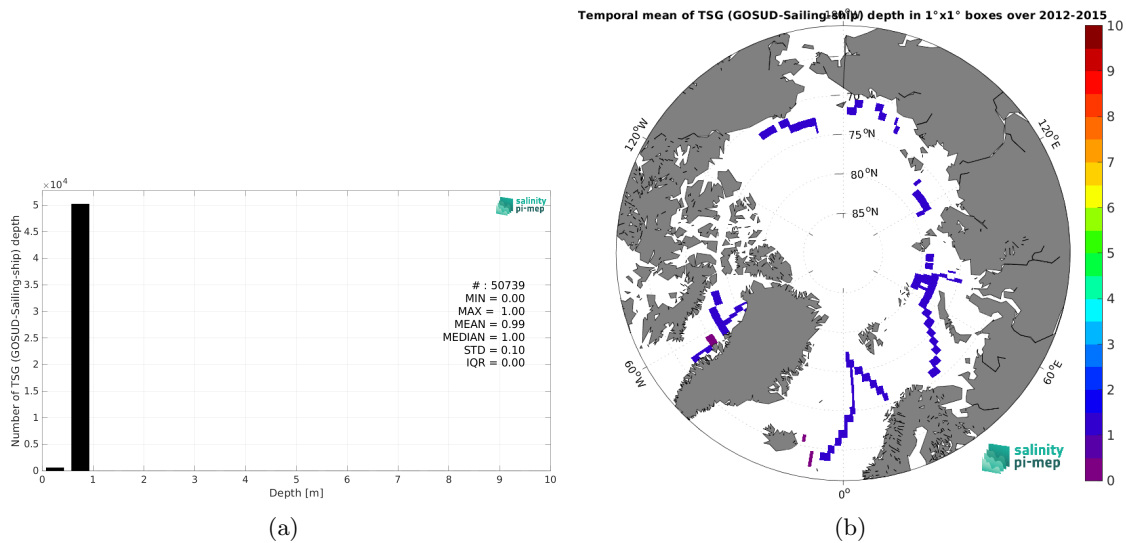 ×10⁴
5
4.5
4
3.5
3
2.5
2
1.5
1
0.5
0
Number of TSG (GOSUD-Sailing-ship) depth
salinity
pi-mep
# : 50739
MIN = 0.00
MAX = 1.00
MEAN = 0.99
MEDIAN = 1.00
STD = 0.10
IQR = 0.00
0 1 2 3 4 5 6 7 8 9 10
Depth [m]
(a)
Temporal mean of TSG (GOSUD-Sailing-ship) depth in 1°x1° boxes over 2012-2015
120°W
120°E
75°N
80°N
85°N
60°W
60°E
0°
10
9
8
7
6
5
4
3
2
1
0
salinity
pi-mep
(b)